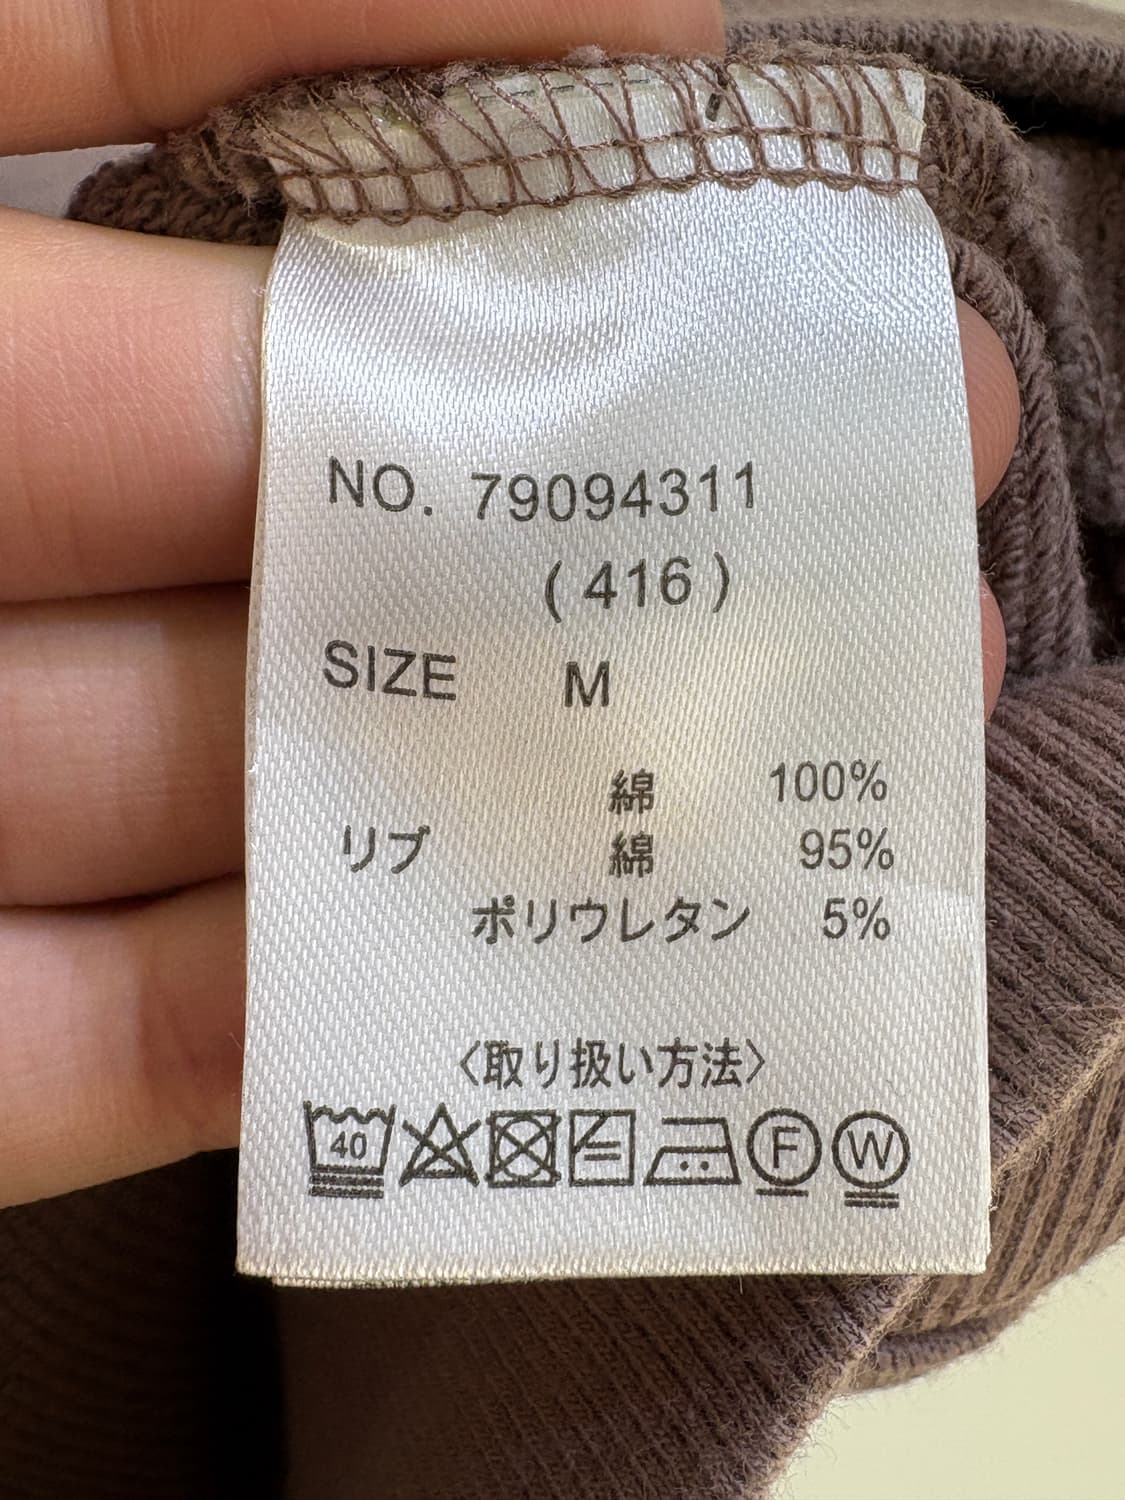 NO. 79094311
( 416 )
SIZE M
綿 100%
リブ 綿 95%
ポリウレタン 5%
〈取り扱い方法〉
40 F W